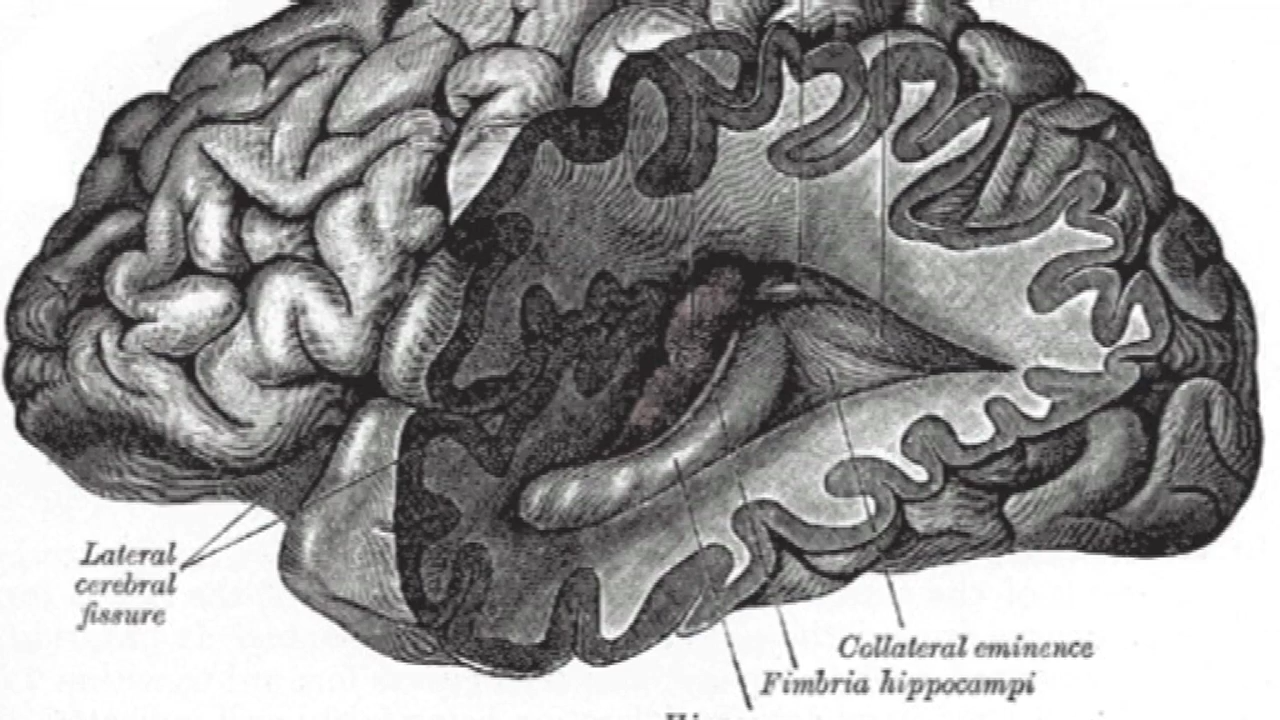 Lateral
cerebral
fissure
Collateral eminence
Fimbria hippocampi